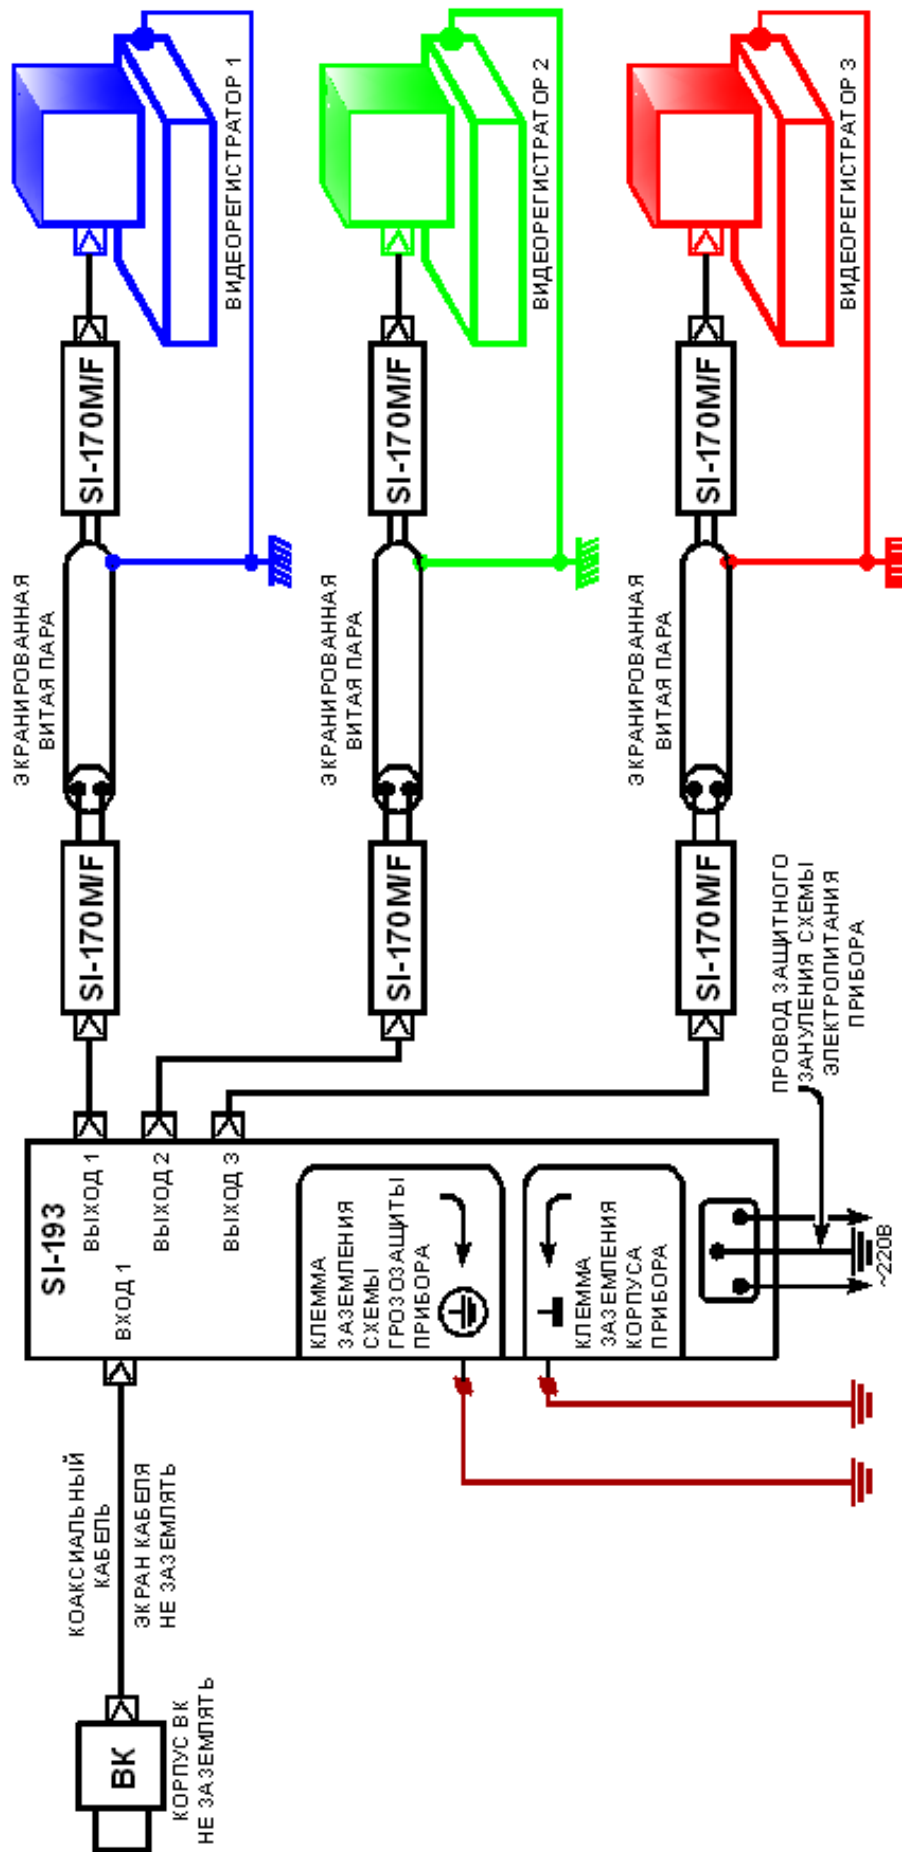 ВК
КОРПУС ВК
НЕ ЗАЗЕМЛЯТЬ
КОАКСИАЛЬНЫЙ
КАБЕЛЬ
ЭКРАН КАБЕЛЯ
НЕ ЗАЗЕМЛЯТЬ
SI-193
ВХОД 1
ВЫХОД 1
ВЫХОД 2
ВЫХОД 3
КЛЕММА
ЗАЗЕМЛЕНИЯ
СХЕМЫ
ГРОЗОЗАЩИТЫ
ПРИБОРА
КЛЕММА
ЗАЗЕМЛЕНИЯ
КОРПУСА
ПРИБОРА
~220В
ПРОВОД ЗАЩИТНОГО
ЗАНУЛЕНИЯ СХЕМЫ
ЭЛЕКТРОПИТАНИЯ
ПРИБОРА
SI-170M/F
ЭКРАНИРОВАННАЯ
ВИТАЯ ПАРА
SI-170M/F
ВИДЕОРЕГИСТРАТОР 1
SI-170M/F
ЭКРАНИРОВАННАЯ
ВИТАЯ ПАРА
SI-170M/F
ВИДЕОРЕГИСТРАТОР 2
SI-170M/F
ЭКРАНИРОВАННАЯ
ВИТАЯ ПАРА
SI-170M/F
ВИДЕОРЕГИСТРАТОР 3